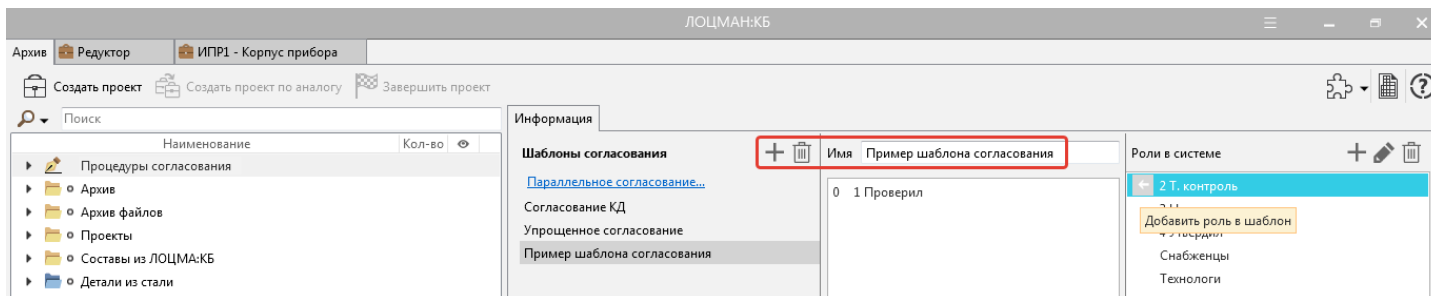 ЛОЦМАН:КБ
Архив Редуктор ИПР1 - Корпус прибора
Создать проект Создать проект по аналогу Завершить проект
Поиск
Информация
Наименование Кол-во
Процедуры согласования
Архив
Архив файлов
Проекты
Составы из ЛОЦМА:КБ
Детали из стали
Шаблоны согласования
Параллельное согласование...
Согласование КД
Упрощенное согласование
Пример шаблона согласования
Имя Пример шаблона согласования
0 1 Проверил
Роли в системе
2 Т. контроль
Добавить роль в шаблон
4 Утвердил
Снабженцы
Технологи